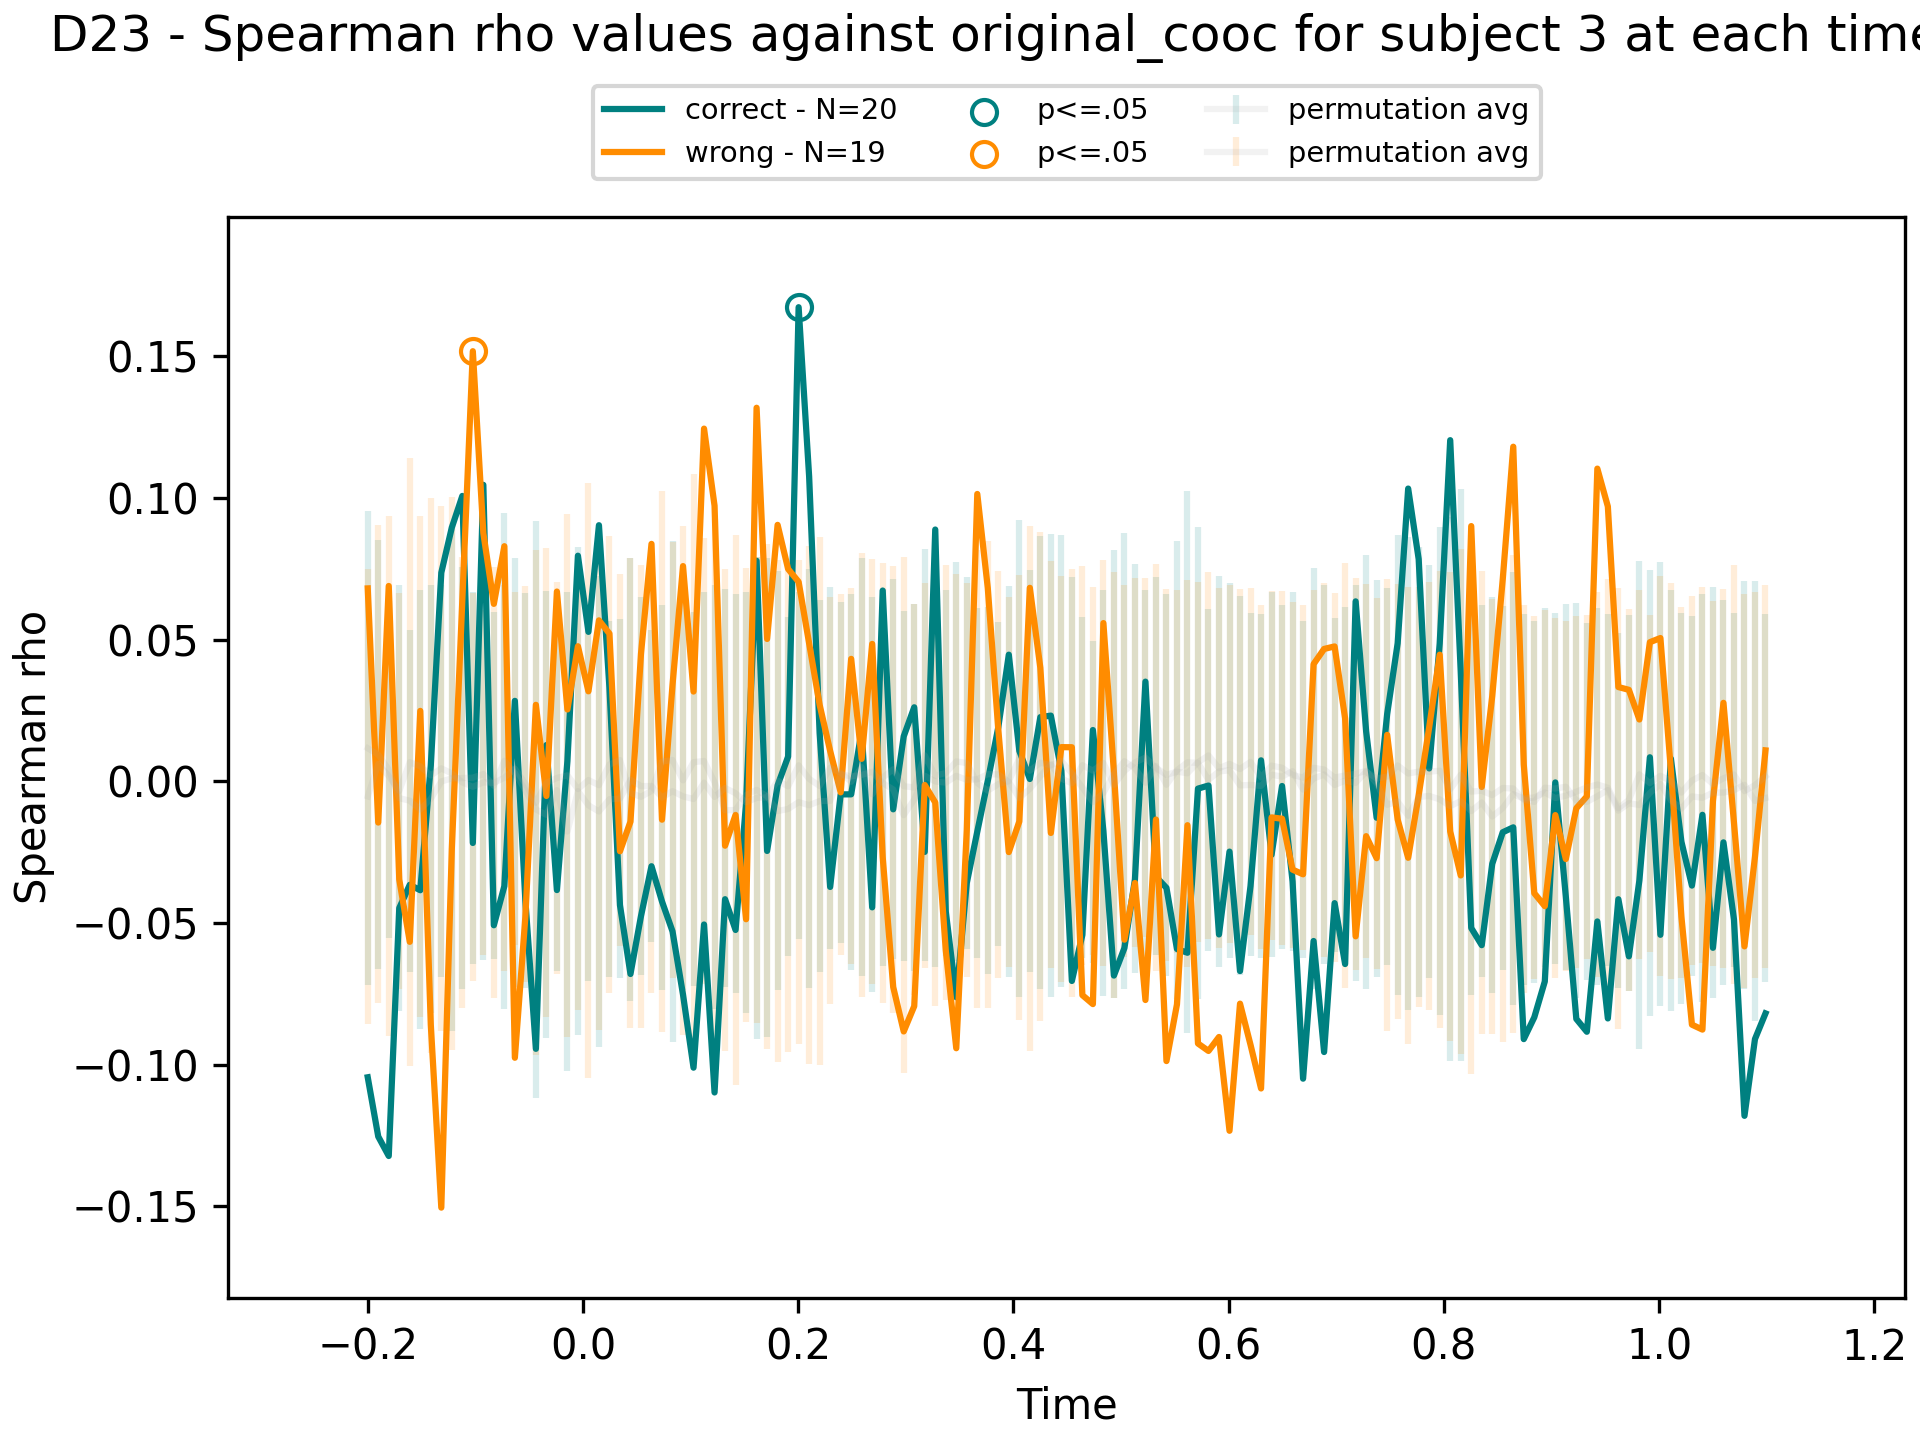 D23 - Spearman rho values against original_cooc for subject 3 at each time
correct - N=20 p<=.05 permutation avg
wrong - N=19 p<=.05 permutation avg
Spearman rho
0.15
0.10
0.05
0.00
−0.05
−0.10
−0.15
−0.2 0.0 0.2 0.4 0.6 0.8 1.0 1.2
Time